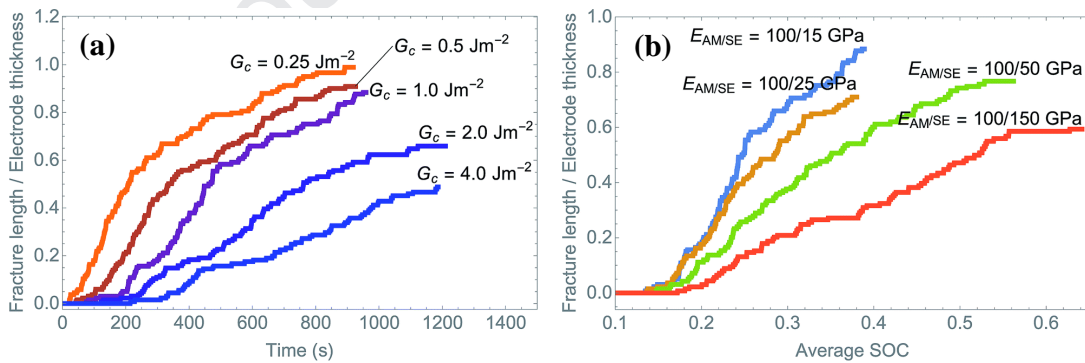 (a)
G_c = 0.25 Jm⁻²
G_c = 0.5 Jm⁻²
G_c = 1.0 Jm⁻²
G_c = 2.0 Jm⁻²
G_c = 4.0 Jm⁻²
Fracture length / Electrode thickness
0.0
0.2
0.4
0.6
0.8
1.0
1.2
0 200 400 600 800 1000 1200 1400
Time (s)
(b)
E_AM/SE = 100/15 GPa
E_AM/SE = 100/25 GPa
E_AM/SE = 100/50 GPa
E_AM/SE = 100/150 GPa
Fracture length / Electrode thickness
0.0
0.2
0.4
0.6
0.8
1.0
0.1 0.2 0.3 0.4 0.5 0.6
Average SOC